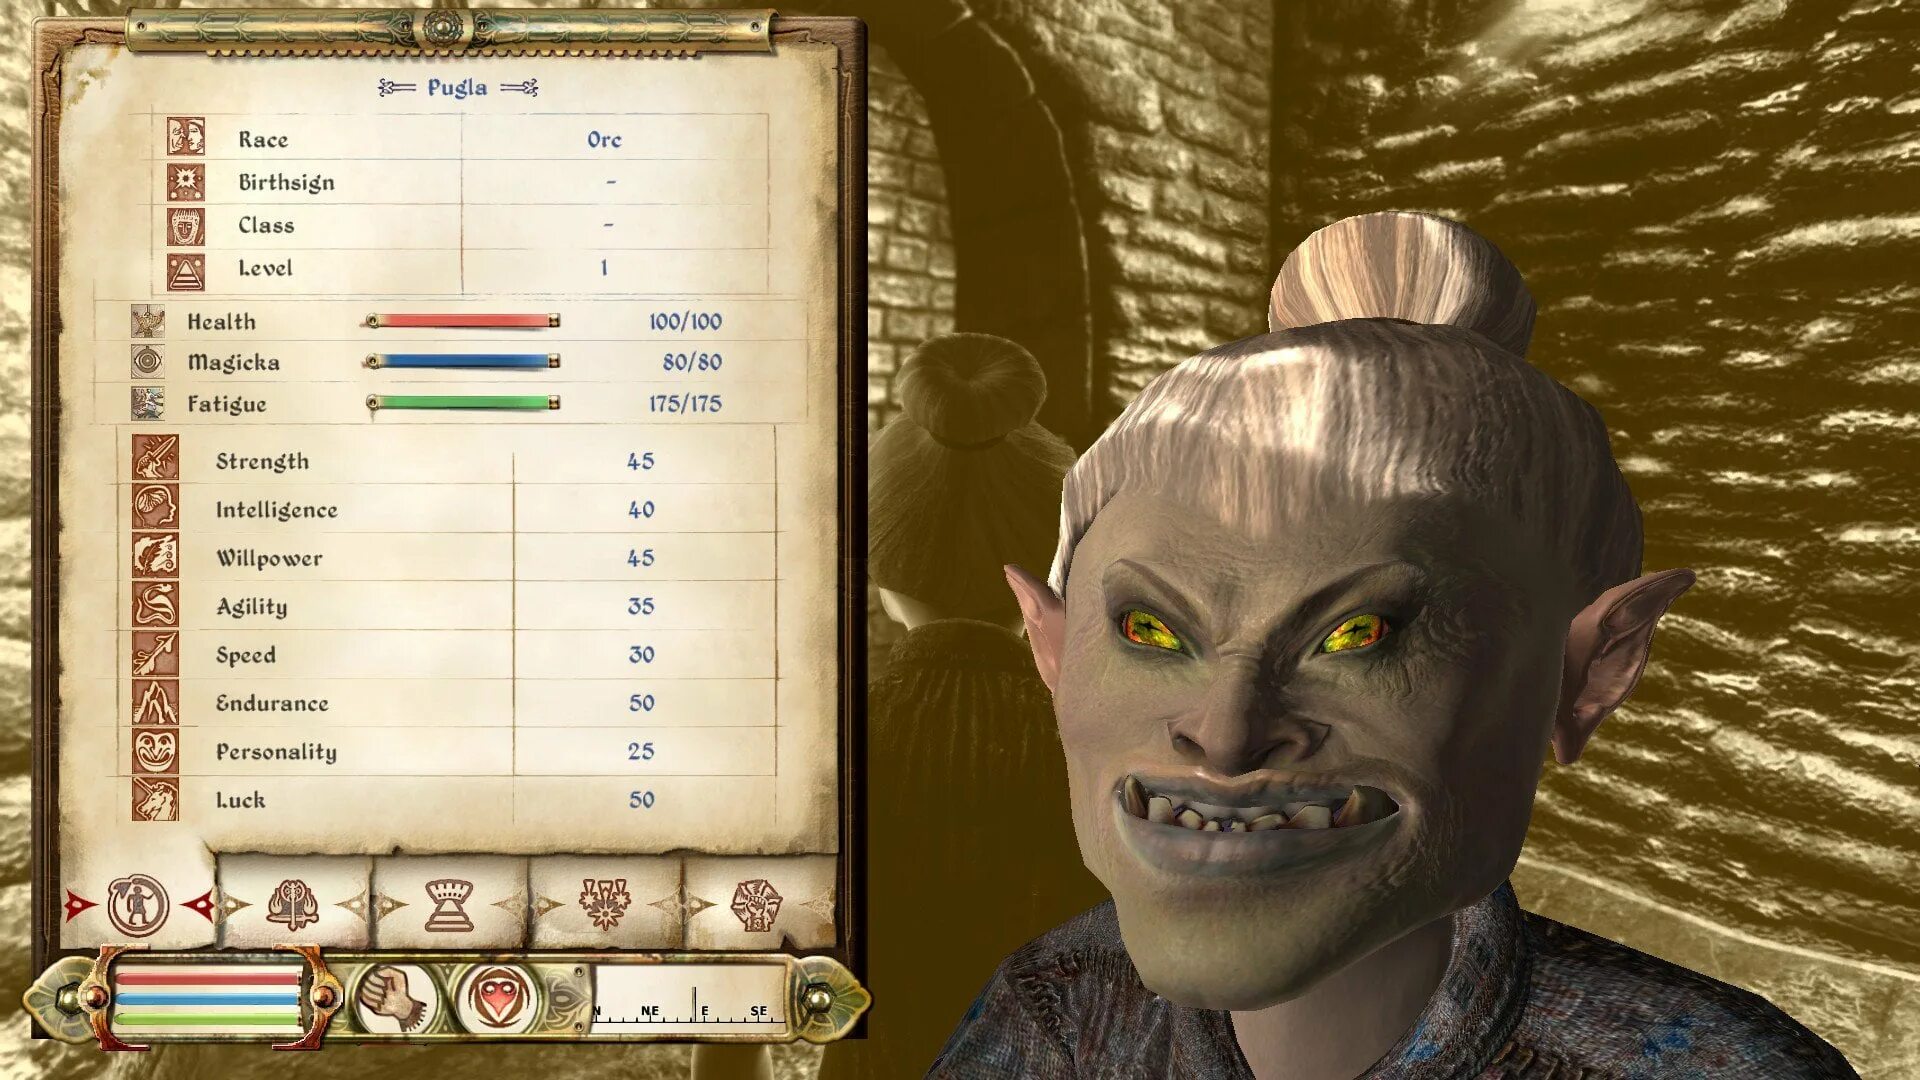 Pugla
Race Orc
Birthsign -
Class -
Level 1
Health 100/100
Magicka 80/80
Fatigue 175/175
Strength 45
Intelligence 40
Willpower 45
Agility 35
Speed 30
Endurance 50
Personality 25
Luck 50
N NE E SE